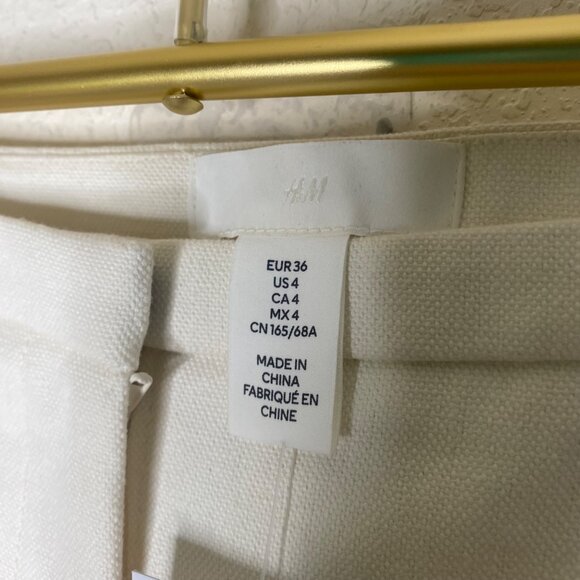 H&M
EUR 36
US 4
CA 4
MX 4
CN 165/68A
MADE IN
CHINA
FABRIQUÉ EN
CHINE